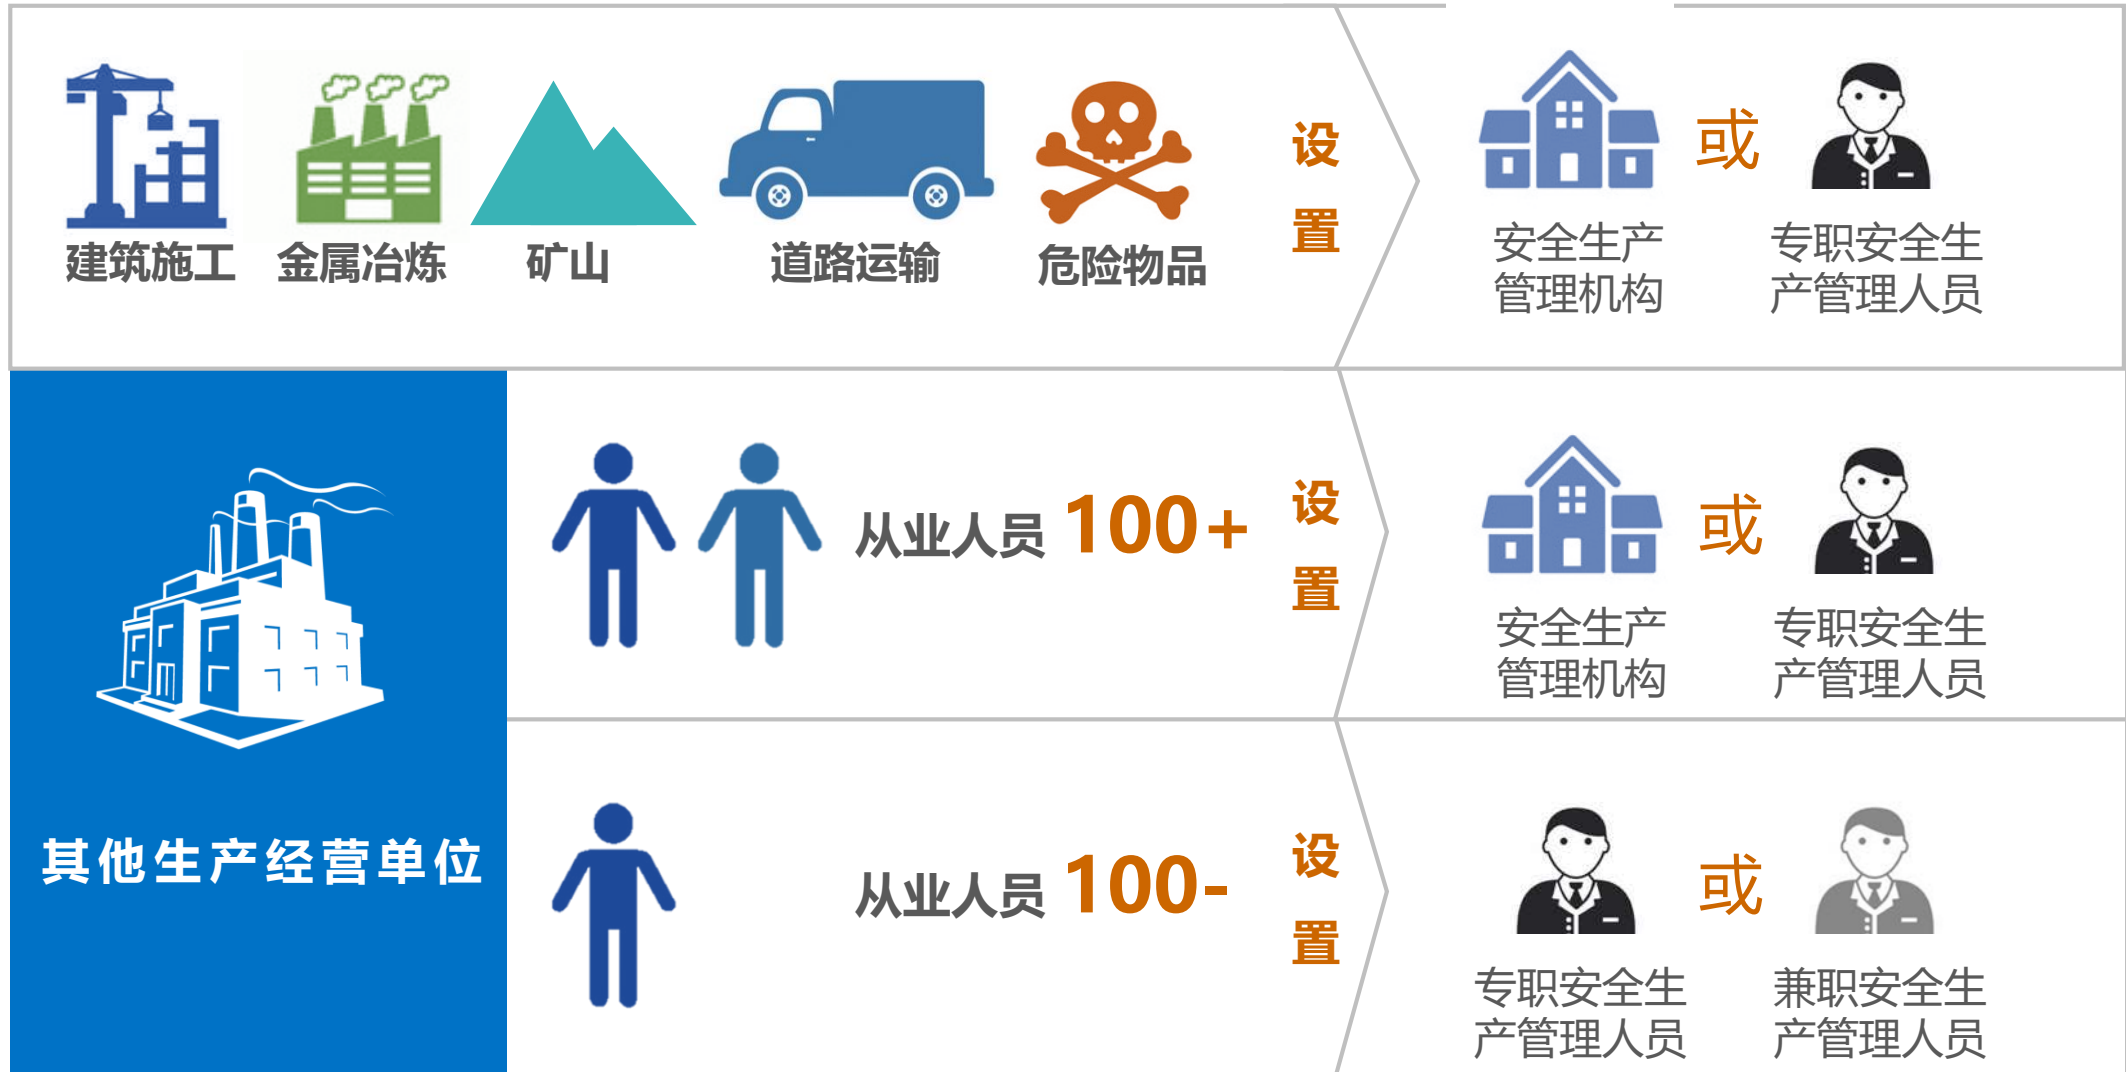 建筑施工
金属冶炼
矿山
道路运输
危险物品
设
置
安全生产
管理机构
或
专职安全生
产管理人员
其他生产经营单位
从业人员 100+
设
置
安全生产
管理机构
或
专职安全生
产管理人员
从业人员 100-
设
置
专职安全生
产管理人员
或
兼职安全生
产管理人员